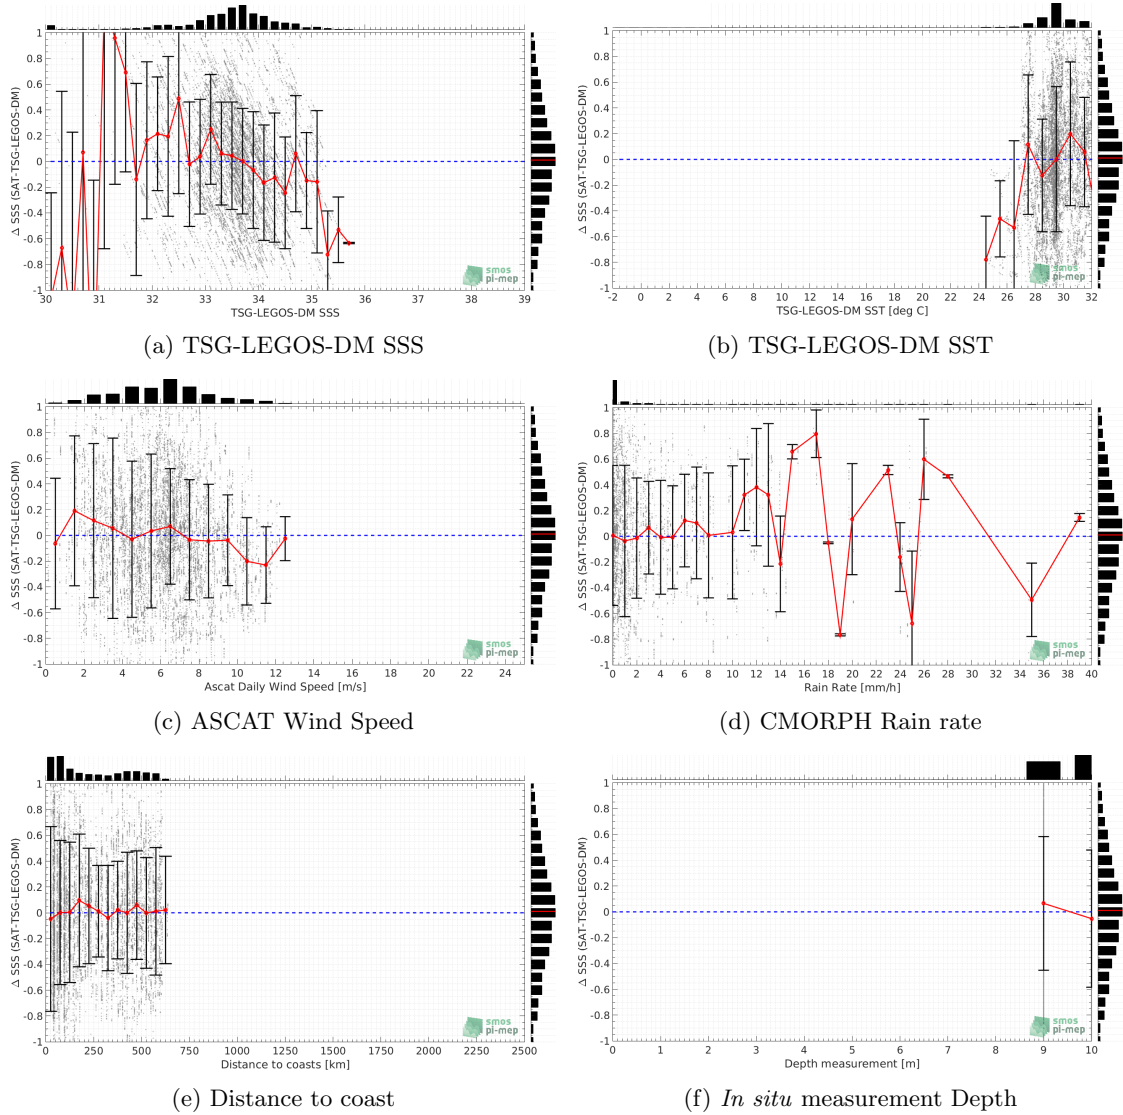 1
0.8
0.6
0.4
0.2
0
-0.2
-0.4
-0.6
-0.8
-1
Δ SSS (SAT-TSG-LEGOS-DM)
30 31 32 33 34 35 36 37 38 39
TSG-LEGOS-DM SSS
smos
pi-mep
(a) TSG-LEGOS-DM SSS
1
0.8
0.6
0.4
0.2
0
-0.2
-0.4
-0.6
-0.8
-1
Δ SSS (SAT-TSG-LEGOS-DM)
-2 0 2 4 6 8 10 12 14 16 18 20 22 24 26 28 30 32
TSG-LEGOS-DM SST [deg C]
smos
pi-mep
(b) TSG-LEGOS-DM SST
1
0.8
0.6
0.4
0.2
0
-0.2
-0.4
-0.6
-0.8
-1
Δ SSS (SAT-TSG-LEGOS-DM)
0 2 4 6 8 10 12 14 16 18 20 22 24
Ascat Daily Wind Speed [m/s]
smos
pi-mep
(c) ASCAT Wind Speed
1
0.8
0.6
0.4
0.2
0
-0.2
-0.4
-0.6
-0.8
-1
Δ SSS (SAT-TSG-LEGOS-DM)
0 2 4 6 8 10 12 14 16 18 20 22 24 26 28 30 32 34 36 38 40
Rain Rate [mm/h]
smos
pi-mep
(d) CMORPH Rain rate
1
0.8
0.6
0.4
0.2
0
-0.2
-0.4
-0.6
-0.8
-1
Δ SSS (SAT-TSG-LEGOS-DM)
0 250 500 750 1000 1250 1500 1750 2000 2250 2500
Distance to coasts [km]
smos
pi-mep
(e) Distance to coast
1
0.8
0.6
0.4
0.2
0
-0.2
-0.4
-0.6
-0.8
-1
Δ SSS (SAT-TSG-LEGOS-DM)
0 1 2 3 4 5 6 7 8 9 10
Depth measurement [m]
smos
pi-mep
(f) In situ measurement Depth